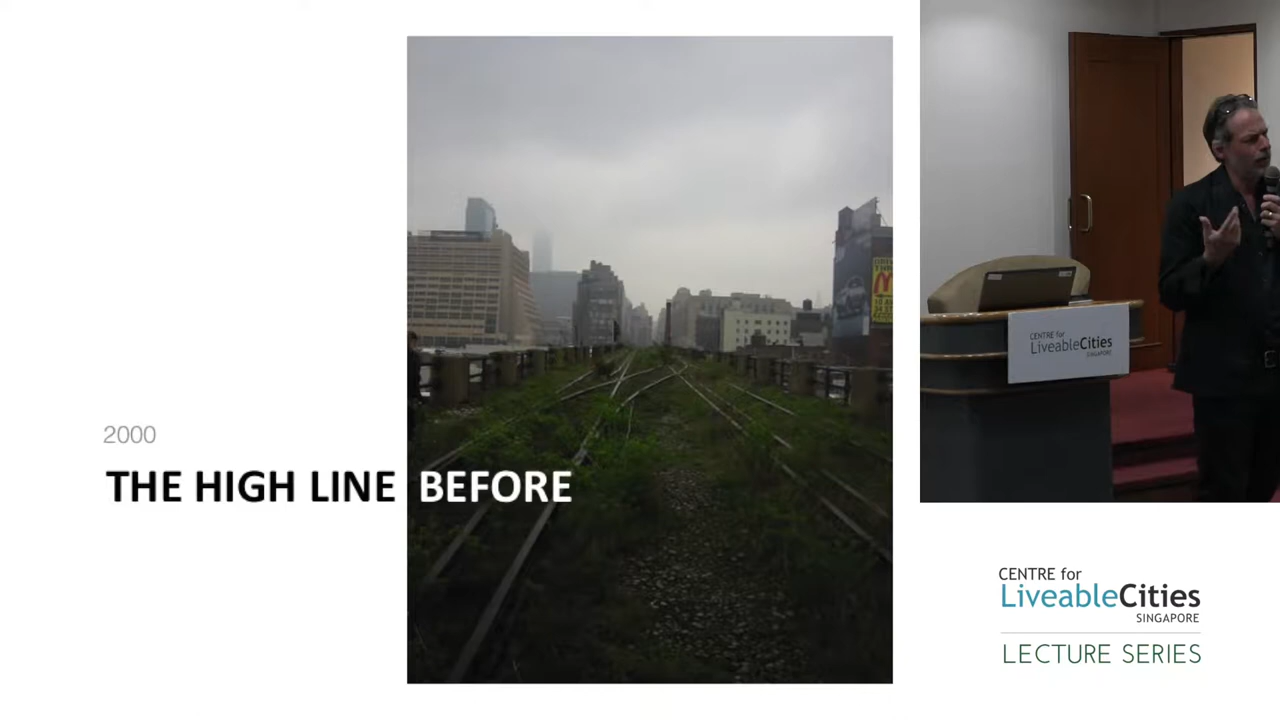 2000
THE HIGH LINE BEFORE
CENTRE for
LiveableCities
SINGAPORE
CENTRE for
LiveableCities
SINGAPORE
LECTURE SERIES